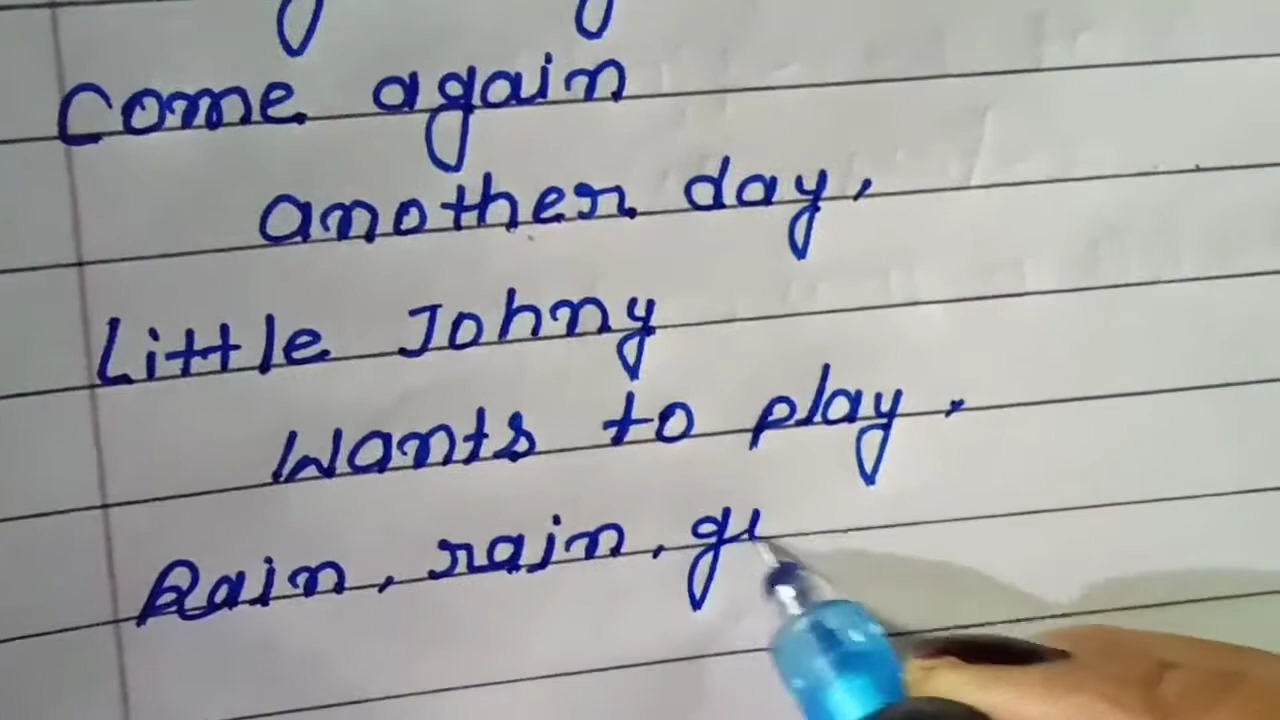 Come again
another day,
Little Johny
Wants to play.
Rain, rain, g